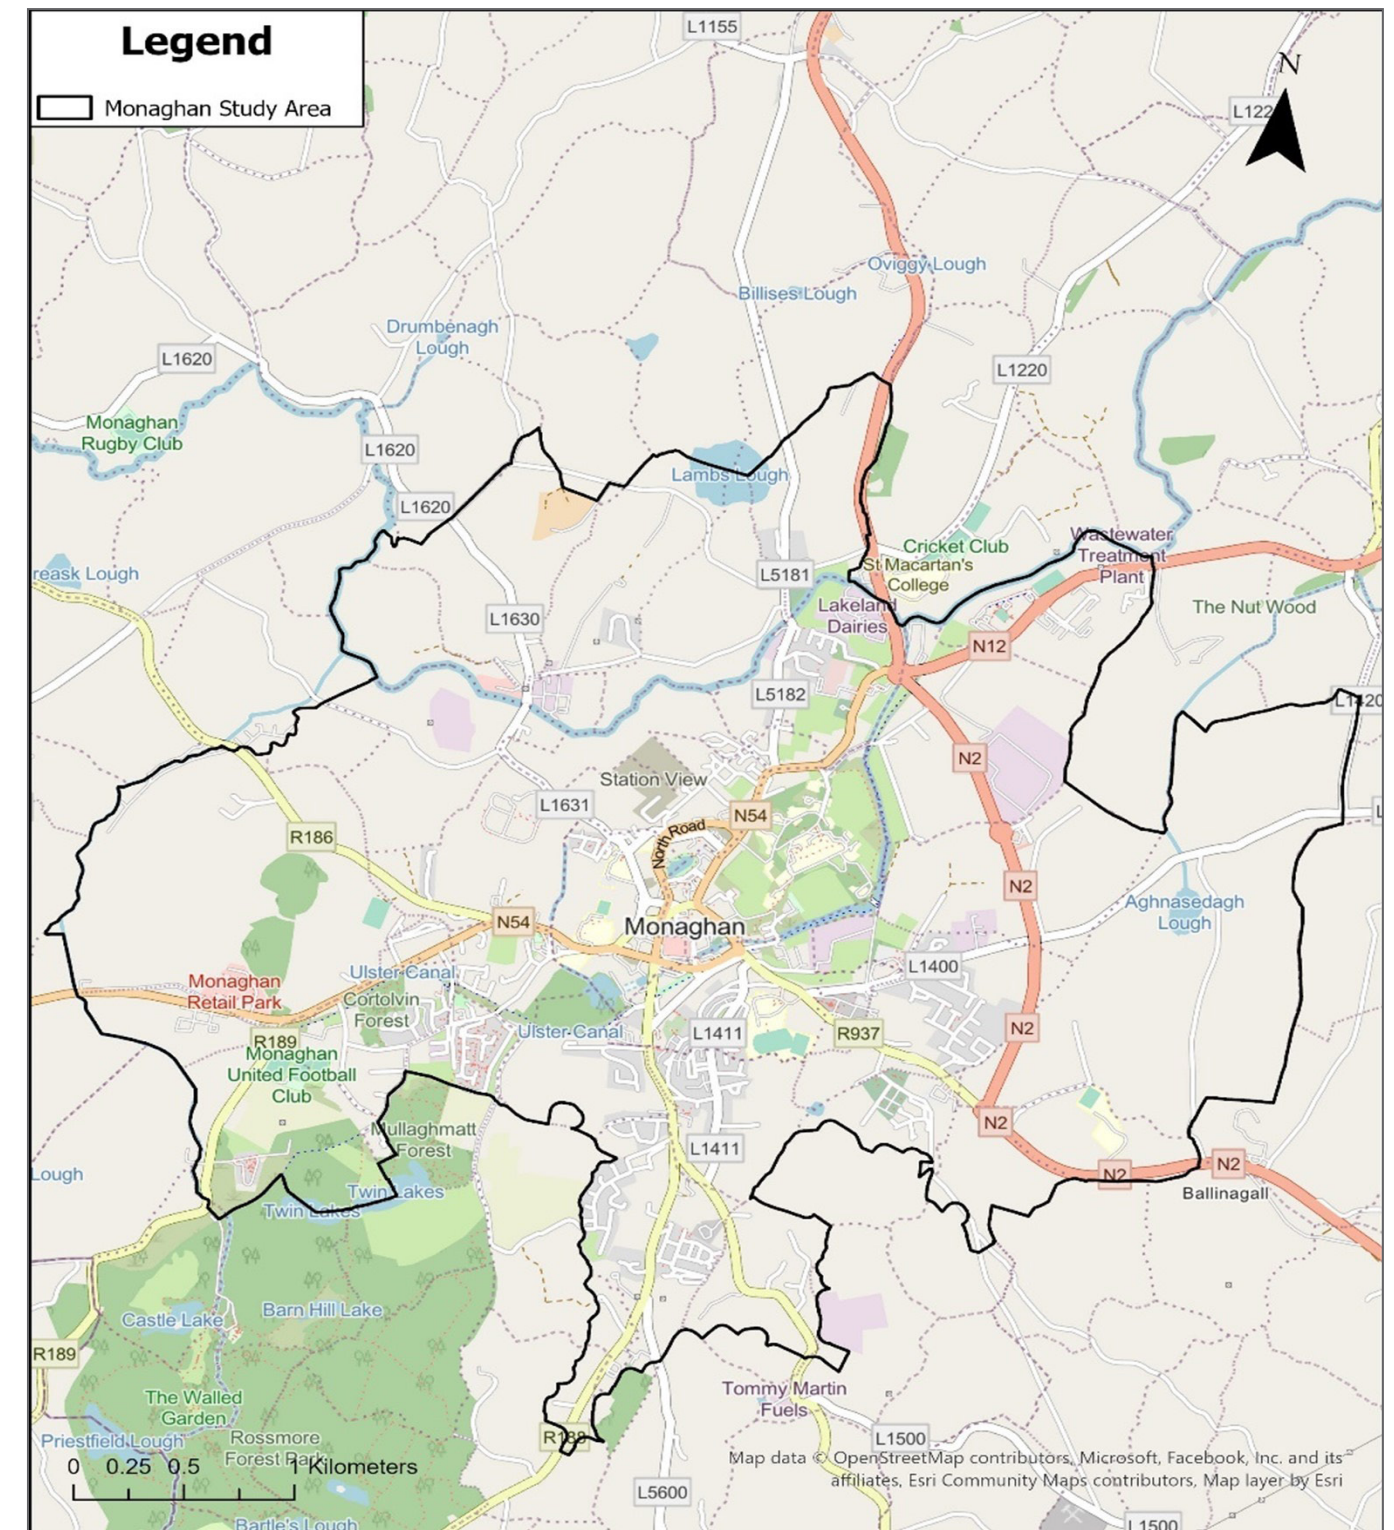 Legend
Monaghan Study Area
L1155
N
L122
Oviggy Lough
Billises Lough
Drumbenagh
Lough
L1620
L1220
Monaghan
Rugby Club
L1620
Lambs Lough
L1620
Wastewater
Treatment
Plant
Cricket Club
St Macartan's
College
reask Lough
L5181
Lakeland
Dairies
The Nut Wood
L1630
N12
L5182
L1420
N2
Station View
L1631
N54
North Road
R186
N2
Aghnasedagh
Lough
N54
Monaghan
L1400
Ulster Canal
Monaghan
Retail Park
Cortolvin
Forest
Ulster Canal
L1411
R937
N2
R189
Monaghan
United Football
Club
N2
Mullaghmatt
Forest
L1411
Lough
N2
N2
Ballinagall
Twin Lakes
Twin Lakes
Castle Lake
Barn Hill Lake
R189
Tommy Martin
Fuels
The Walled
Garden
R188
L1500
Priestfield Lough
Rossmore
Forest Park
0 0.25 0.5 1 Kilometers
Map data © OpenStreetMap contributors, Microsoft, Facebook, Inc. and its
affiliates, Esri Community Maps contributors, Map layer by Esri
L5600
Bartle's Lough
L1500